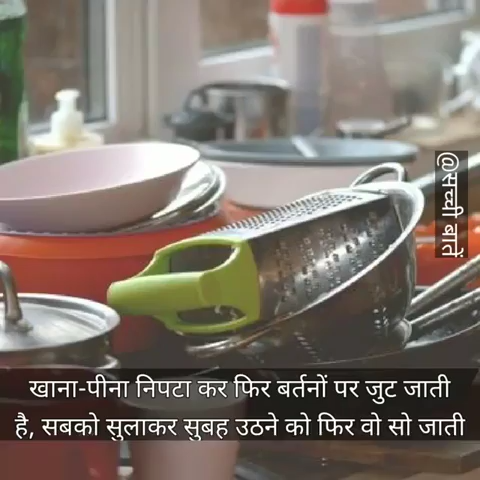 @सच्ची बातें
खाना-पीना निपटा कर फिर बर्तनों पर जुट जाती
है, सबको सुलाकर सुबह उठने को फिर वो सो जाती